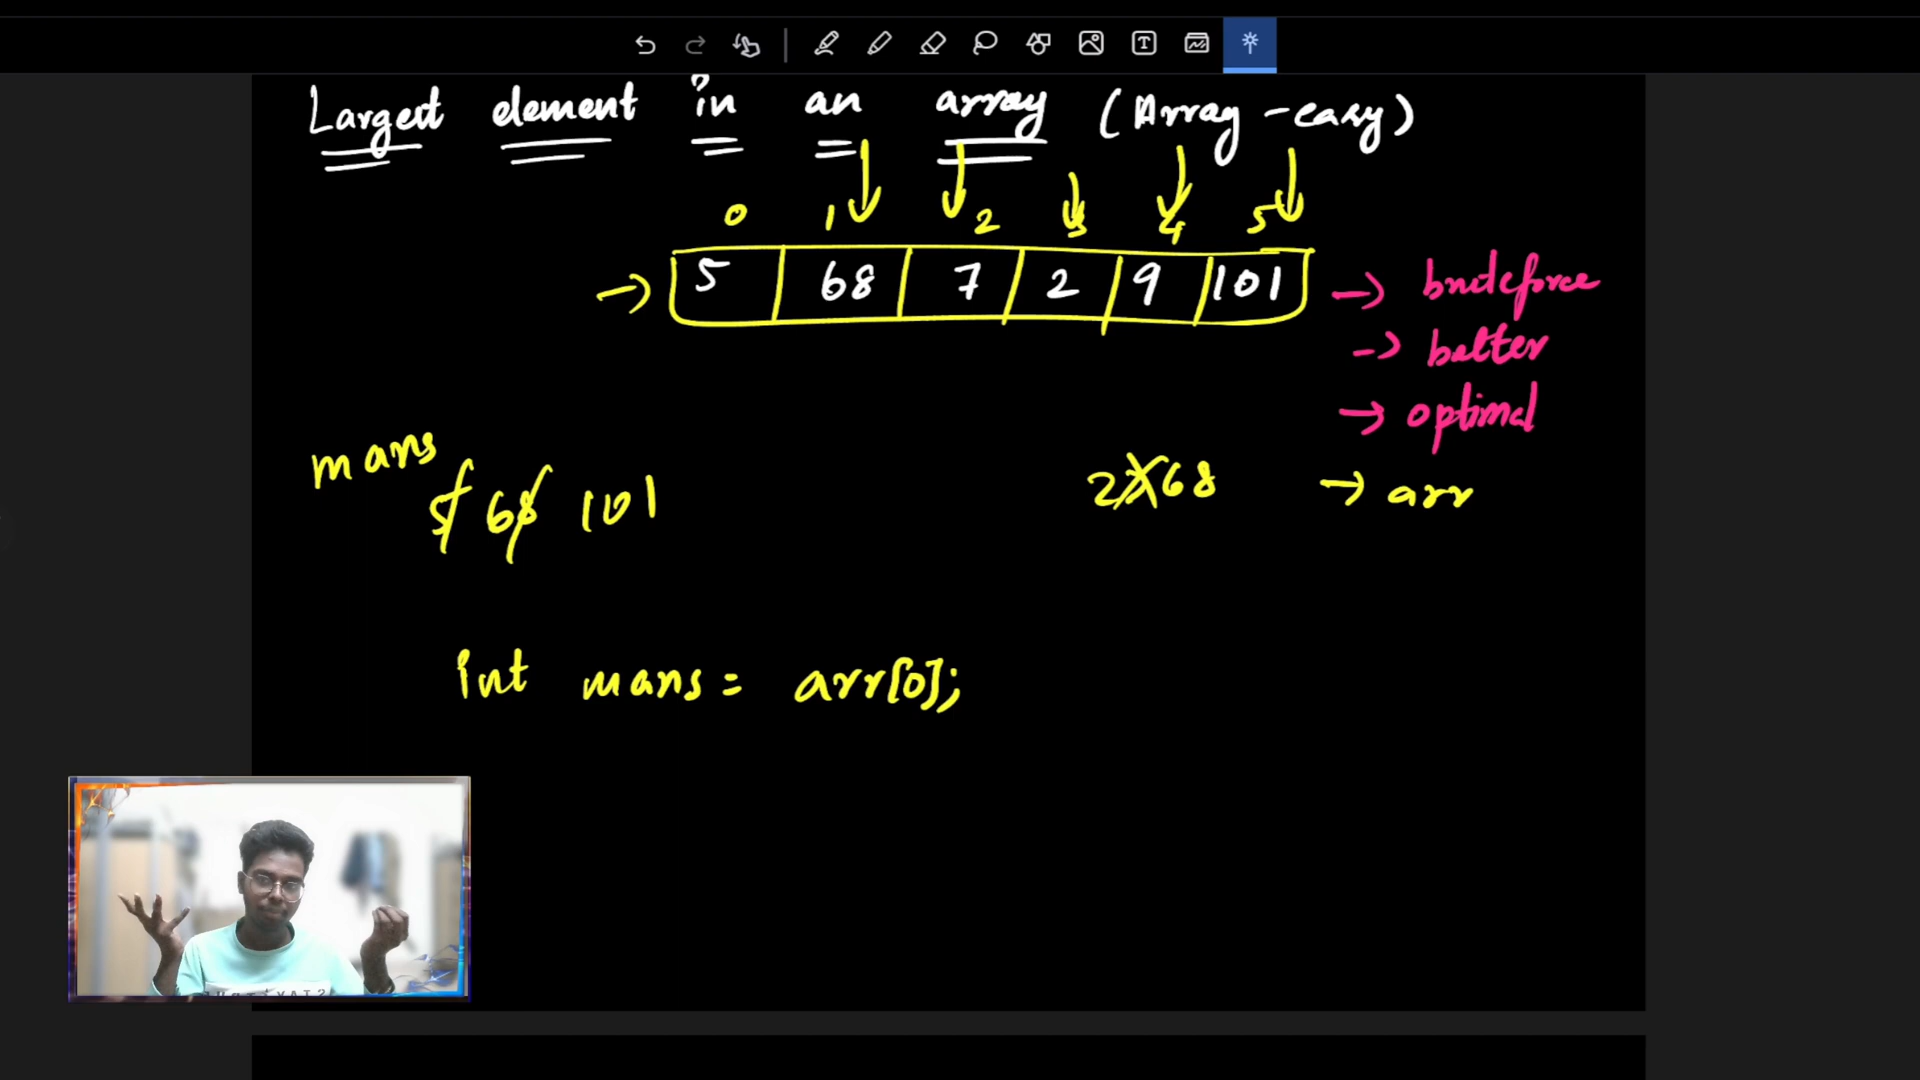 Largest element in an array (Array - easy)
0 1 2 3 4 5
5 68 7 2 9 101
→ bruteforce
→ better
→ optimal
mans
5 68 101
→ arr
int mans = arr[0];